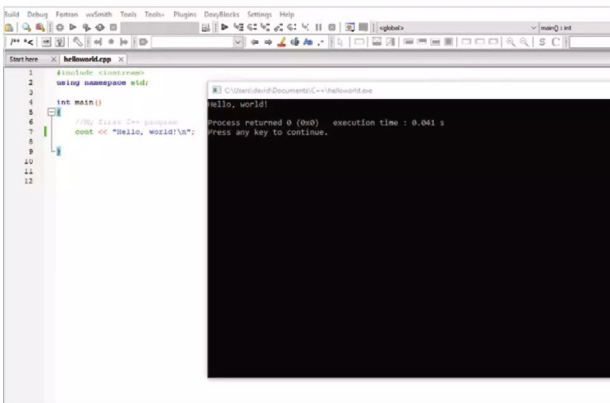 Build Debug Fortran wxSmith Tools Tools+ Plugins DoxyBlocks Settings Help
<global>
main() : int
/** *<
S C
Start here × helloworld.cpp ×
1 #include <iostream>
2 using namespace std;
3
4 int main()
5 {
6 //My first C++ program
7 cout << "Hello, world!\n";
8
9 }
10
11
12
C:\Users\david\Documents\C++\helloworld.exe
Hello, world!
Process returned 0 (0x0) execution time : 0.041 s
Press any key to continue.